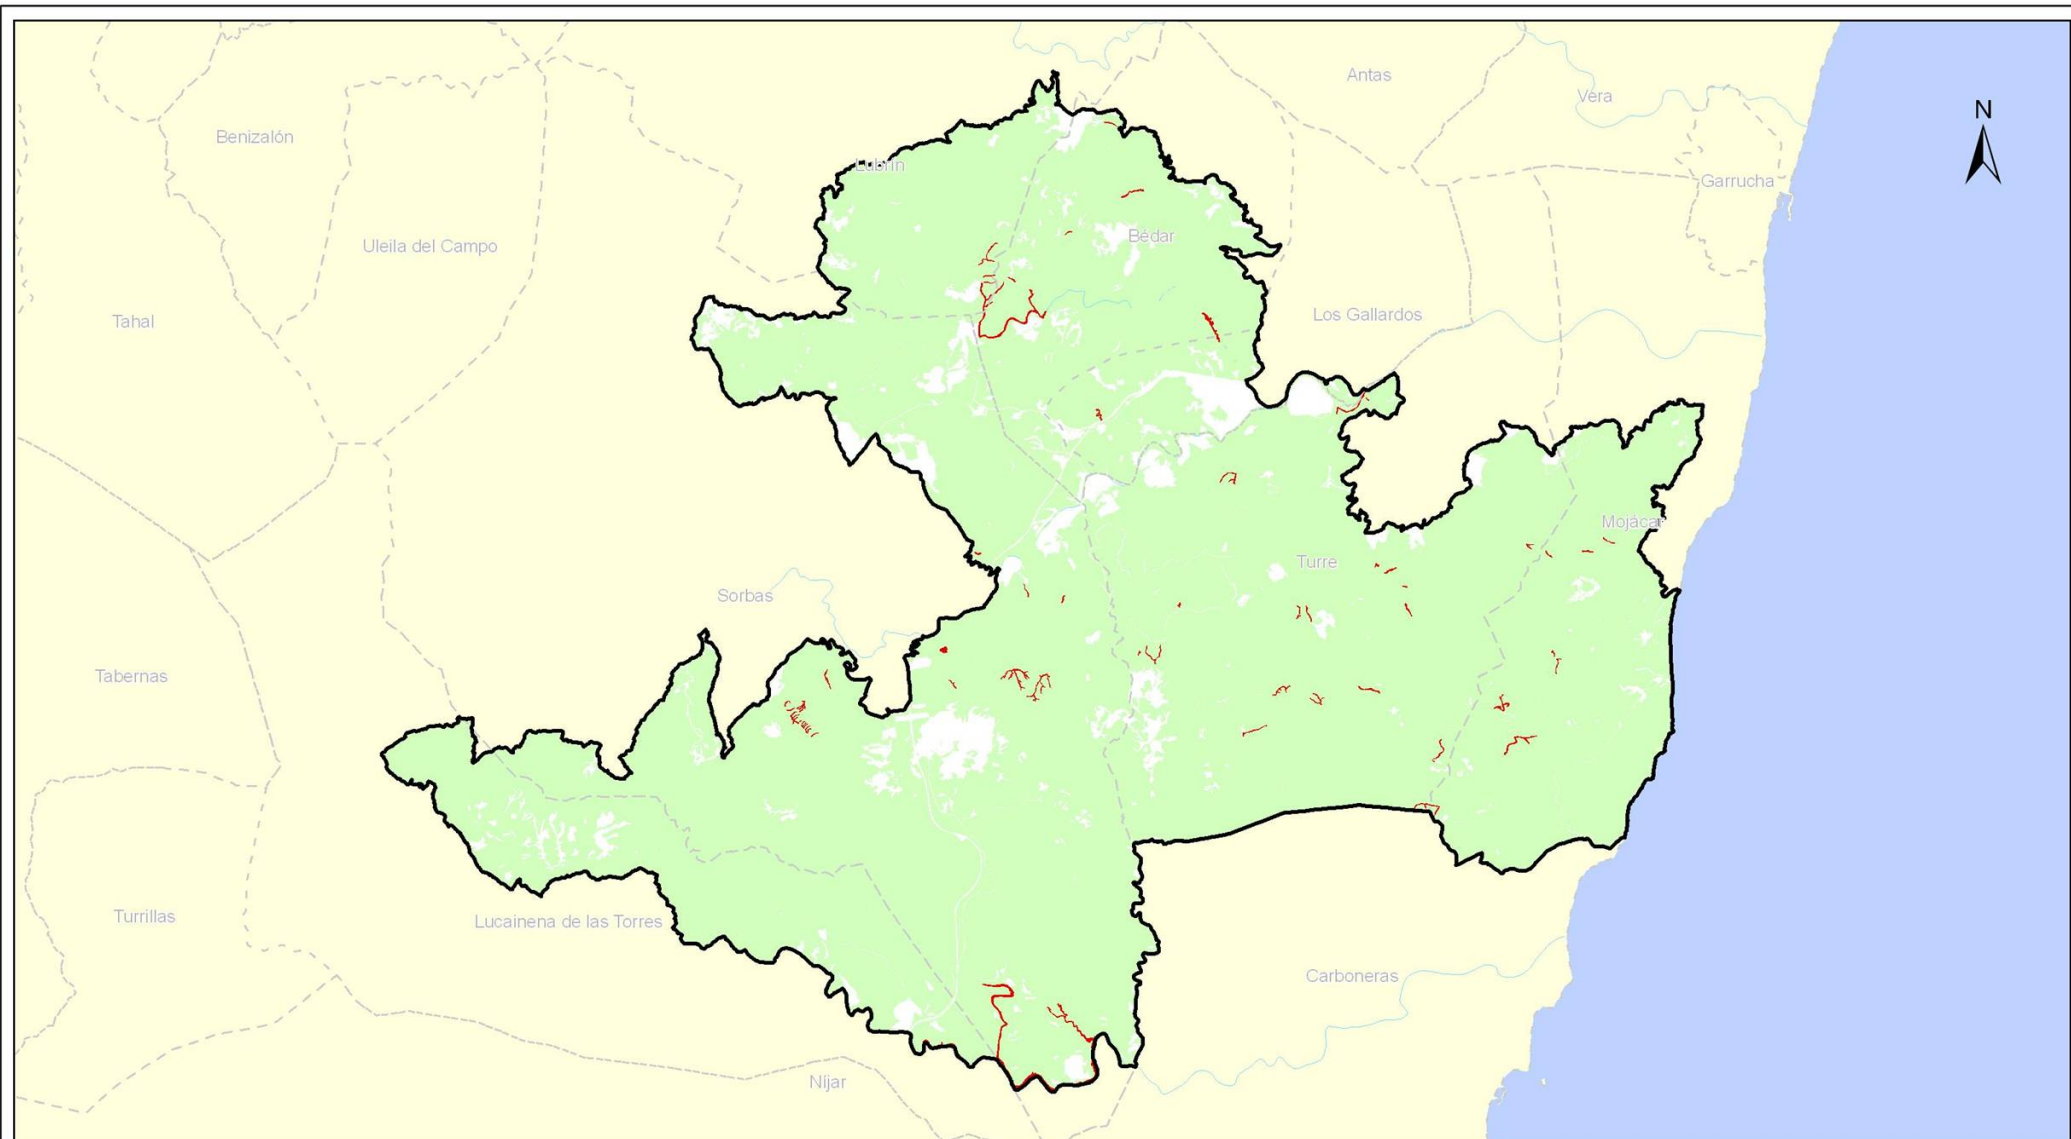 Antas
Vera
N
Benizalón
Lubrín
Garrucha
Bédar
Uleila del Campo
Los Gallardos
Tahal
Mojácar
Turre
Sorbas
Tabernas
Turrillas
Lucainena de las Torres
Carboneras
Níjar